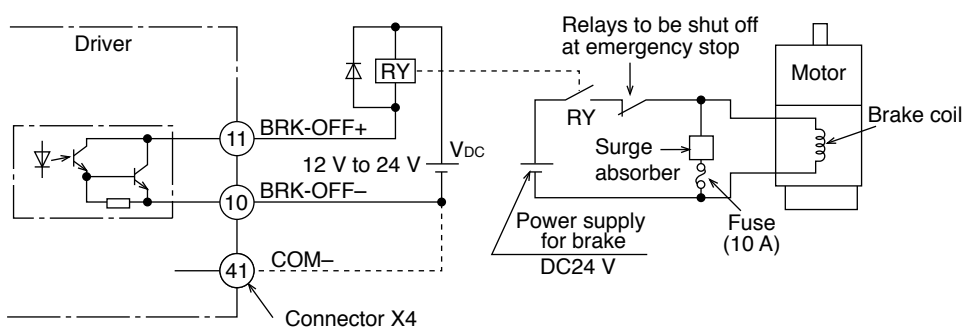 Driver
11
BRK-OFF+
10
BRK-OFF–
41
COM–
Connector X4
RY
12 V to 24 V
VDC
Relays to be shut off
at emergency stop
RY
Surge
absorber
Power supply
for brake
DC24 V
Fuse
(10 A)
Motor
Brake coil